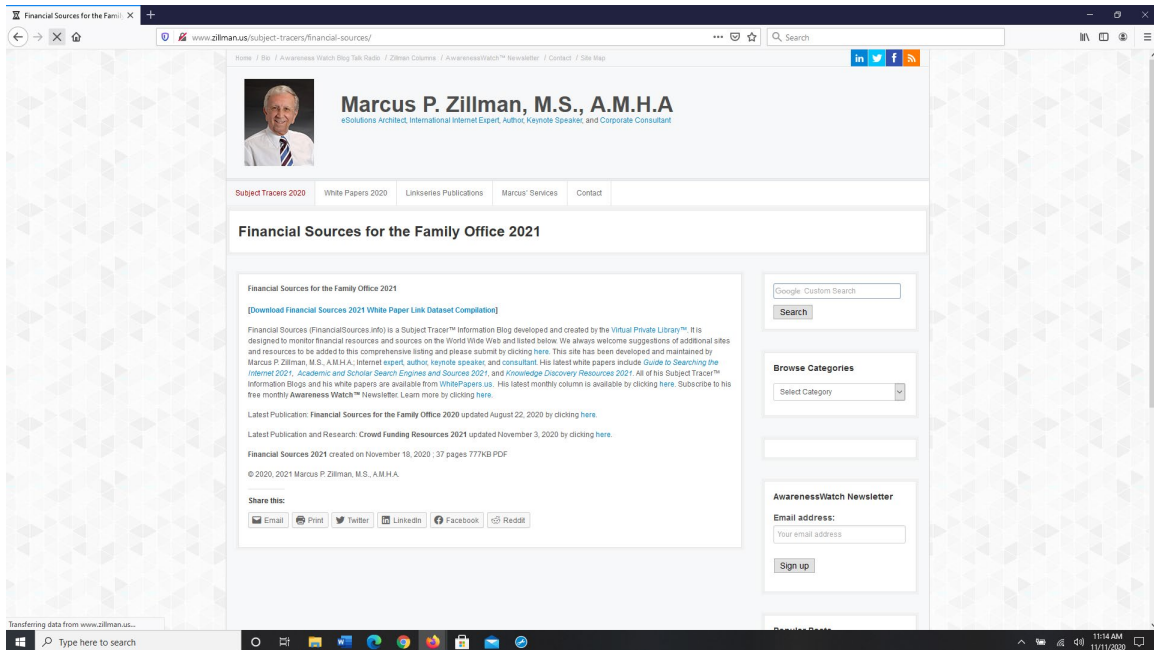 Financial Sources for the Famil
www.zillman.us/subject-tracers/financial-sources/
Search
Home / Bio / Awareness Watch Blog Talk Radio / Zillman Columns / AwarenessWatch™ Newsletter / Contact / Site Map
Marcus P. Zillman, M.S., A.M.H.A
eSolutions Architect, International Internet Expert, Author, Keynote Speaker, and Corporate Consultant
Subject Tracers 2020 White Papers 2020 Linkseries Publications Marcus' Services Contact
Financial Sources for the Family Office 2021
Financial Sources for the Family Office 2021
[Download Financial Sources 2021 White Paper Link Dataset Compilation]
Financial Sources (FinancialSources.info) is a Subject Tracer™ Information Blog developed and created by the Virtual Private Library™. It is
designed to monitor financial resources and sources on the World Wide Web and listed below. We always welcome suggestions of additional sites
and resources to be added to this comprehensive listing and please submit by clicking here. This site has been developed and maintained by
Marcus P. Zillman, M.S., A.M.H.A.; Internet expert, author, keynote speaker, and consultant. His latest white papers include Guide to Searching the
Internet 2021, Academic and Scholar Search Engines and Sources 2021, and Knowledge Discovery Resources 2021. All of his Subject Tracer™
Information Blogs and his white papers are available from WhitePapers.us. His latest monthly column is available by clicking here. Subscribe to his
free monthly Awareness Watch™ Newsletter. Learn more by clicking here.
Latest Publication: Financial Sources for the Family Office 2020 updated August 22, 2020 by clicking here.
Latest Publication and Research: Crowd Funding Resources 2021 updated November 3, 2020 by clicking here.
Financial Sources 2021 created on November 18, 2020 ; 37 pages 777KB PDF
© 2020, 2021 Marcus P. Zillman, M.S., A.M.H.A.
Share this:
Email Print Twitter LinkedIn Facebook Reddit
Google Custom Search
Search
Browse Categories
Select Category
AwarenessWatch Newsletter
Email address:
Your email address
Sign up
Popular Posts
Transferring data from www.zillman.us...
Type here to search
11:14 AM
11/11/2020